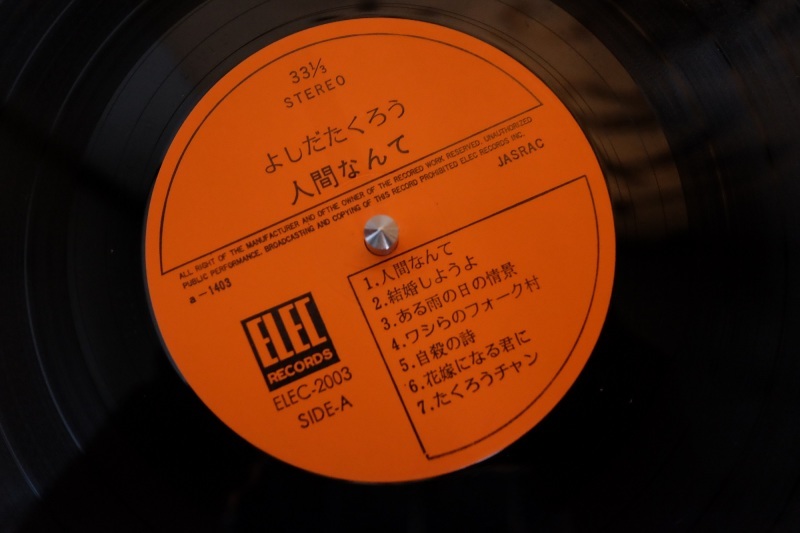 33⅓
STEREO
よしだたくろう
人間なんて
ALL RIGHT OF THE MANUFACTURER AND OFTHE OWNER OF THE RECORED WORK RESERVED. UNAUTHORIZED
PUBLIC PERFORMANCE. BROADCASTING AND COPYING OF THIS RECORD PROHIBITED ELEC RECORDS INC.
a-1403
JASRAC
1.人間なんて
2.結婚しようよ
3.ある雨の日の情景
4.ワシらのフォーク村
5.自殺の詩
6.花嫁になる君に
7.たくろうチャン
ELEC
RECORDS
ELEC-2003
SIDE-A